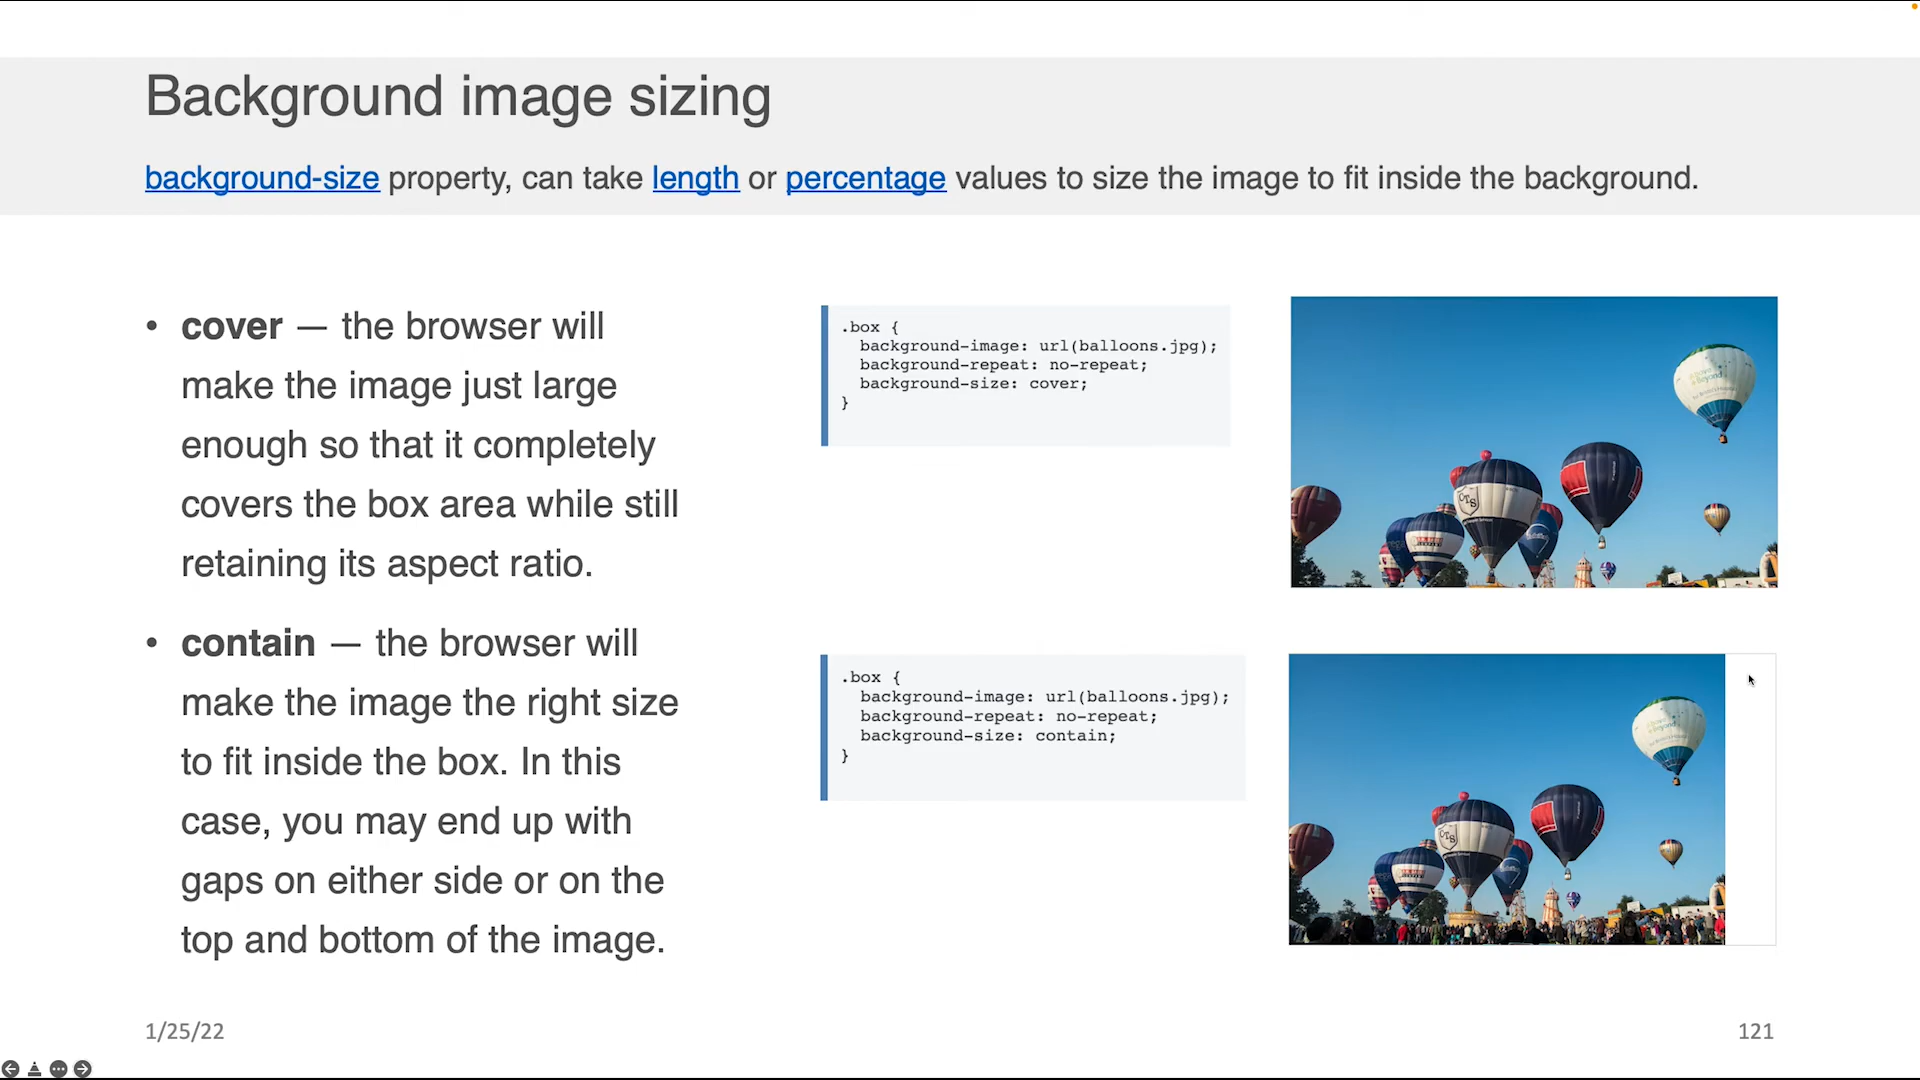 Background image sizing
background-size property, can take length or percentage values to size the image to fit inside the background.
• cover — the browser will
make the image just large
enough so that it completely
covers the box area while still
retaining its aspect ratio.
.box {
background-image: url(balloons.jpg);
background-repeat: no-repeat;
background-size: cover;
}
• contain — the browser will
make the image the right size
to fit inside the box. In this
case, you may end up with
gaps on either side or on the
top and bottom of the image.
.box {
background-image: url(balloons.jpg);
background-repeat: no-repeat;
background-size: contain;
}
OTS
OTS
1/25/22
121